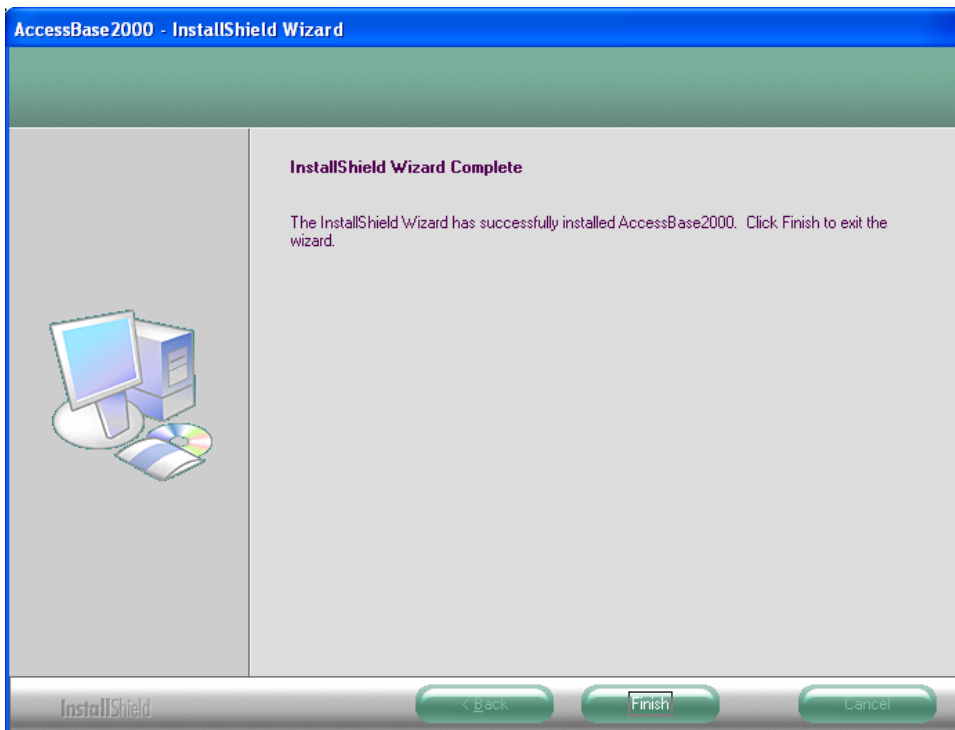 AccessBase2000 - InstallShield Wizard
InstallShield Wizard Complete
The InstallShield Wizard has successfully installed AccessBase2000. Click Finish to exit the
wizard.
InstallShield
< Back
Finish
Cancel